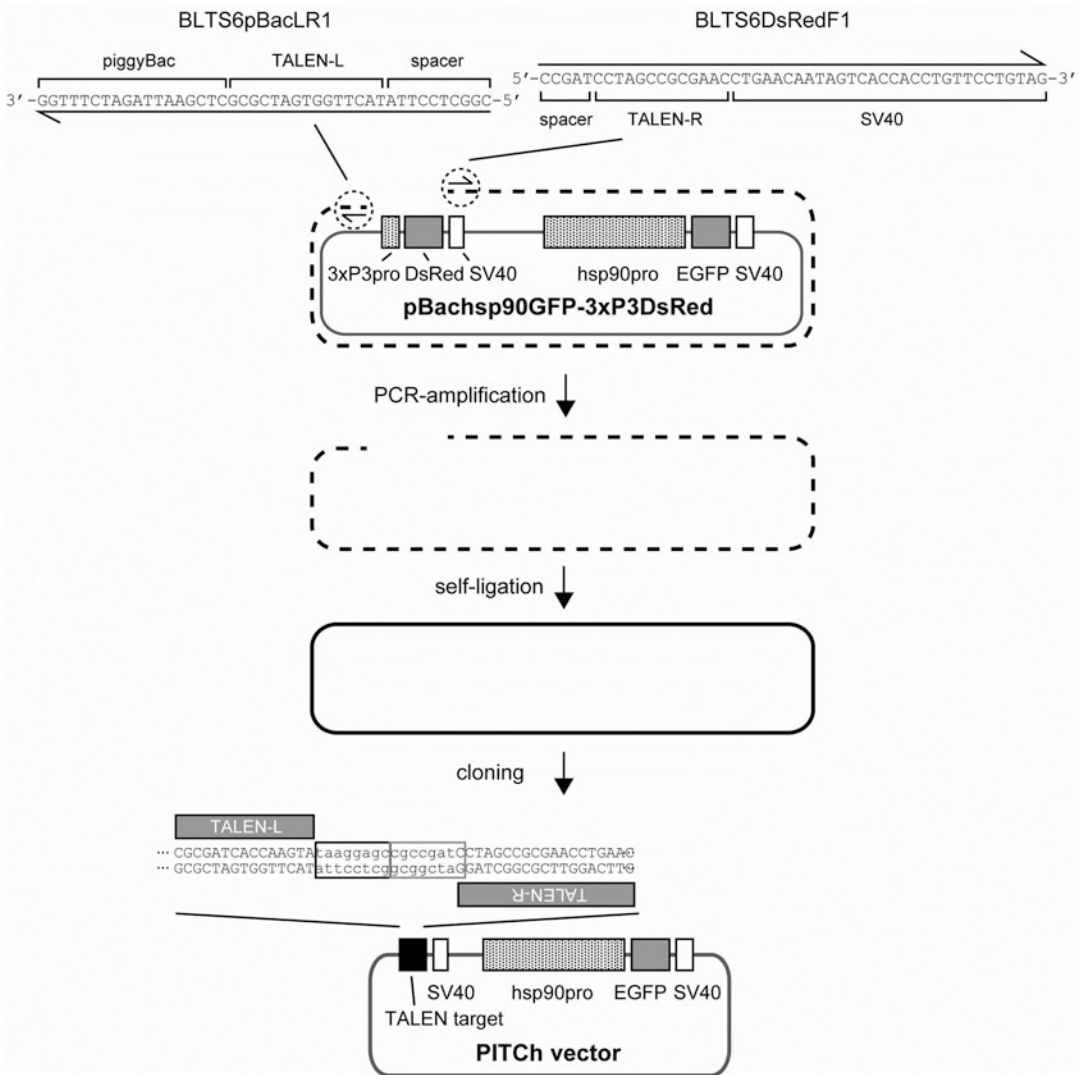 BLTS6pBacLR1
BLTS6DsRedF1
piggyBac TALEN-L spacer
3′-GGTTTCTAGATTAAGCTCGCGCTAGTGGTTCATATTCCTCGGC-5′
5′-CCGATCCTAGCCGCGAACCTGAACAATAGTCACCACCTGTTCCTGTAG-3′
spacer TALEN-R SV40
3xP3pro DsRed SV40 hsp90pro EGFP SV40
pBachsp90GFP-3xP3DsRed
PCR-amplification
self-ligation
cloning
TALEN-L
··· CGCGATCACCAAGTAtaaggagccgccgatCCTAGCCGCGAACCTGAAG
··· GCGCTAGTGGTTCATattcctcggcggctaGGATCGGCGCTTGGACTTG
TALEN-R
SV40 hsp90pro EGFP SV40
TALEN target
PITCh vector